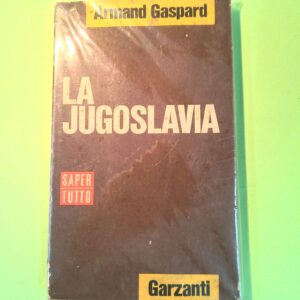 Armand Gaspard
LA
JUGOSLAVIA
SAPER
TUTTO
Garzanti